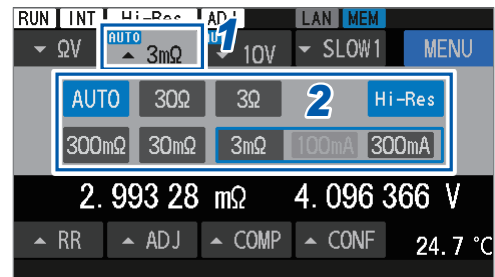 RUN INT Hi-Res ADJ LAN MEM
ΩV AUTO 3mΩ 1 AU 10V SLOW1 MENU
AUTO 30Ω 3Ω 2 Hi-Res
300mΩ 30mΩ 3mΩ 100mA 300mA
2. 993 28 mΩ 4. 096 366 V
RR ADJ COMP CONF 24. 7 °C